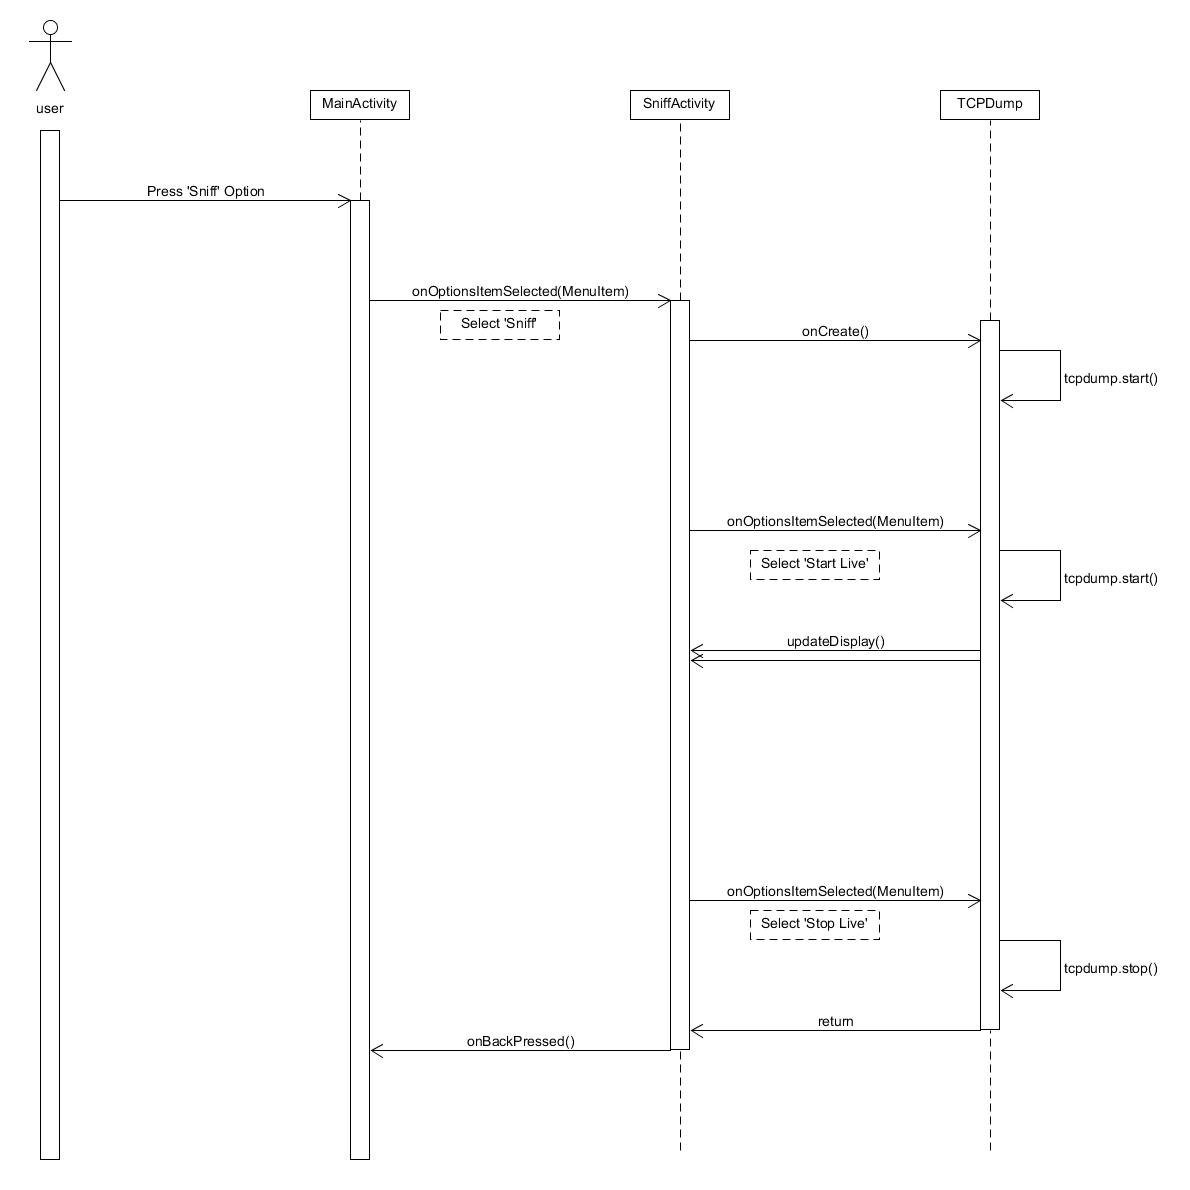 user
MainActivity
SniffActivity
TCPDump
Press 'Sniff' Option
onOptionsItemSelected(MenuItem)
Select 'Sniff'
onCreate()
tcpdump.start()
onOptionsItemSelected(MenuItem)
Select 'Start Live'
tcpdump.start()
updateDisplay()
onOptionsItemSelected(MenuItem)
Select 'Stop Live'
tcpdump.stop()
return
onBackPressed()